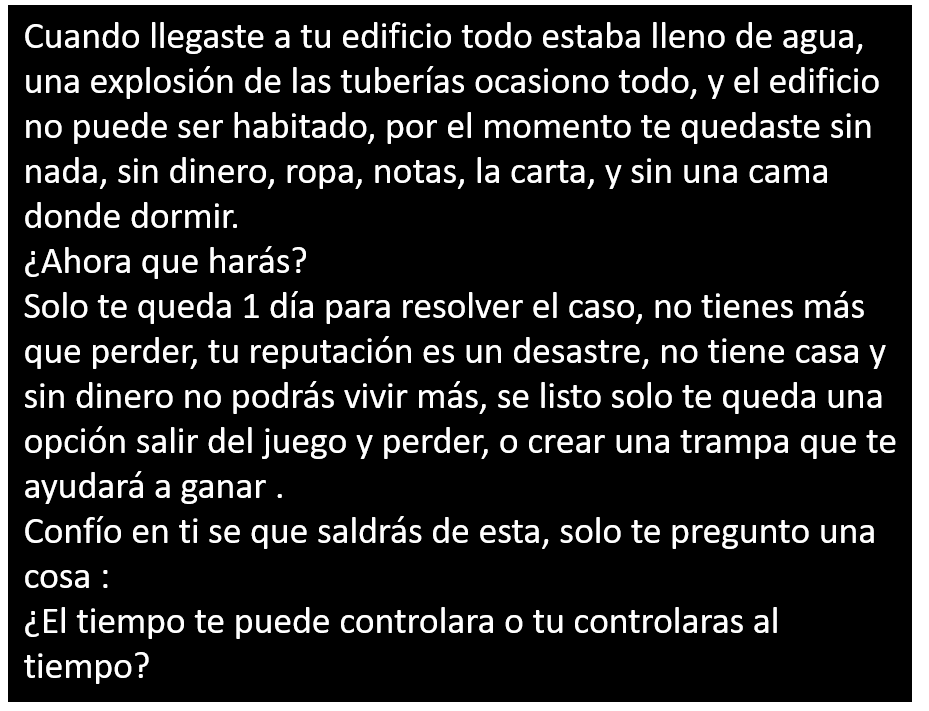 Cuando llegaste a tu edificio todo estaba lleno de agua,
una explosión de las tuberías ocasiono todo, y el edificio
no puede ser habitado, por el momento te quedaste sin
nada, sin dinero, ropa, notas, la carta, y sin una cama
donde dormir.
¿Ahora que harás?
Solo te queda 1 día para resolver el caso, no tienes más
que perder, tu reputación es un desastre, no tiene casa y
sin dinero no podrás vivir más, se listo solo te queda una
opción salir del juego y perder, o crear una trampa que te
ayudará a ganar .
Confío en ti se que saldrás de esta, solo te pregunto una
cosa :
¿El tiempo te puede controlara o tu controlaras al
tiempo?